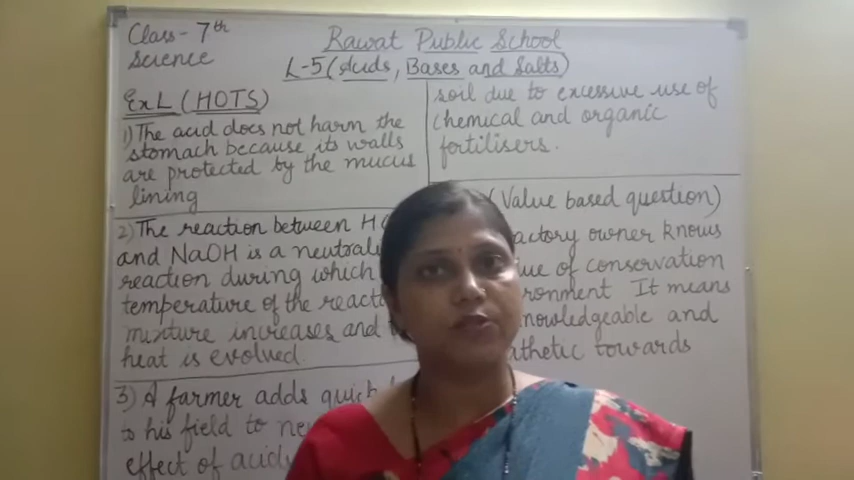 Class- 7th
Science
Rawat Public School
L-5 (Acids, Bases and Salts)
Ex L (HOTS)
1) The acid does not harm the
stomach because its walls
are protected by the mucus
lining
2) The reaction between
and NaOH is a
reaction during which
temperature of the
mixture increases and
heat is evolved.
3) A farmer adds
to his field to
effect of
soil due to excessive use of
chemical and organic
fertilisers.
(Value based question)
owner knows
of conservation
It means
knowledgeable and
towards